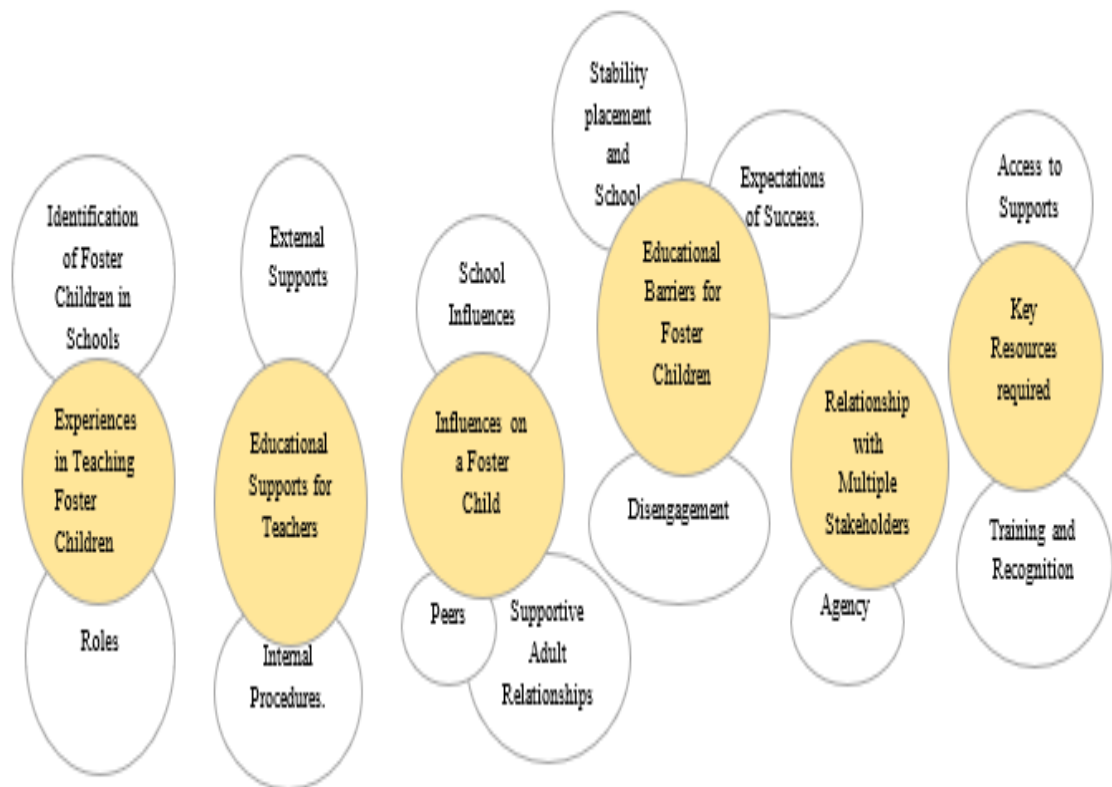 Identification
of Foster
Children in
Schools
Experiences
in Teaching
Foster
Children
Roles
External
Supports
Educational
Supports for
Teachers
Internal
Procedures.
School
Influences
Influences on
a Foster
Child
Peers
Supportive
Adult
Relationships
Stability
placement
and
School
Expectations
of Success.
Educational
Barriers for
Foster
Children
Disengagement
Relationship
with
Multiple
Stakeholders
Agency
Access to
Supports
Key
Resources
required
Training and
Recognition